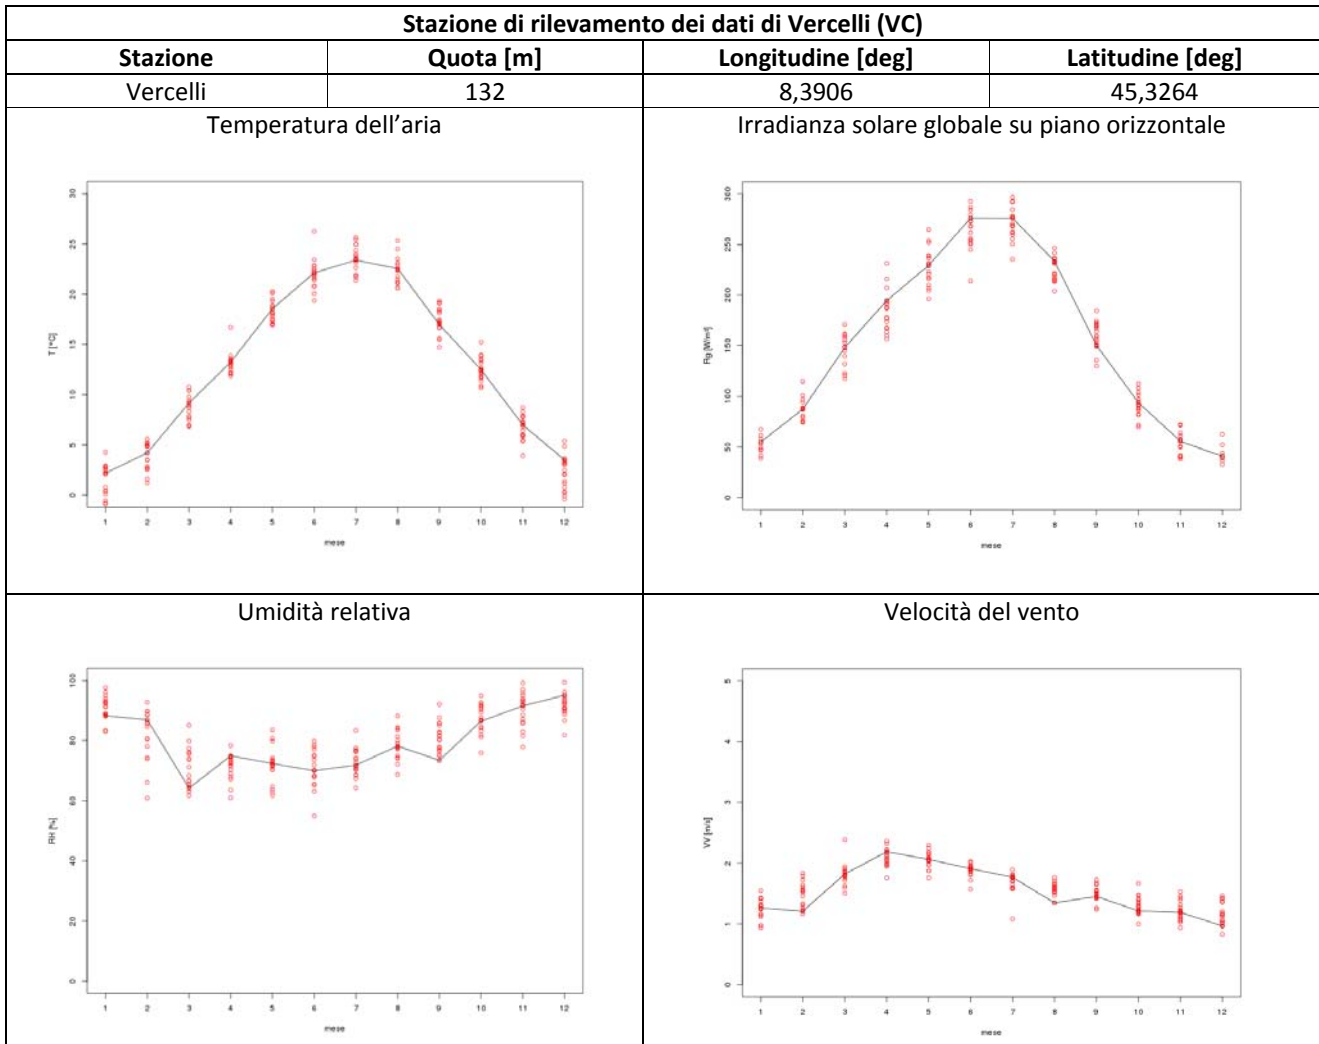 Stazione di rilevamento dei dati di Vercelli (VC)
Stazione Quota [m] Longitudine [deg] Latitudine [deg]
Vercelli 132 8,3906 45,3264
Temperatura dell'aria
T [°C]
30
25
20
15
10
5
0
1 2 3 4 5 6 7 8 9 10 11 12
mese
Irradianza solare globale su piano orizzontale
Rg [W/m²]
300
250
200
150
100
50
0
1 2 3 4 5 6 7 8 9 10 11 12
mese
Umidità relativa
RH [%]
100
80
60
40
20
0
1 2 3 4 5 6 7 8 9 10 11 12
mese
Velocità del vento
VV [m/s]
5
4
3
2
1
0
1 2 3 4 5 6 7 8 9 10 11 12
mese